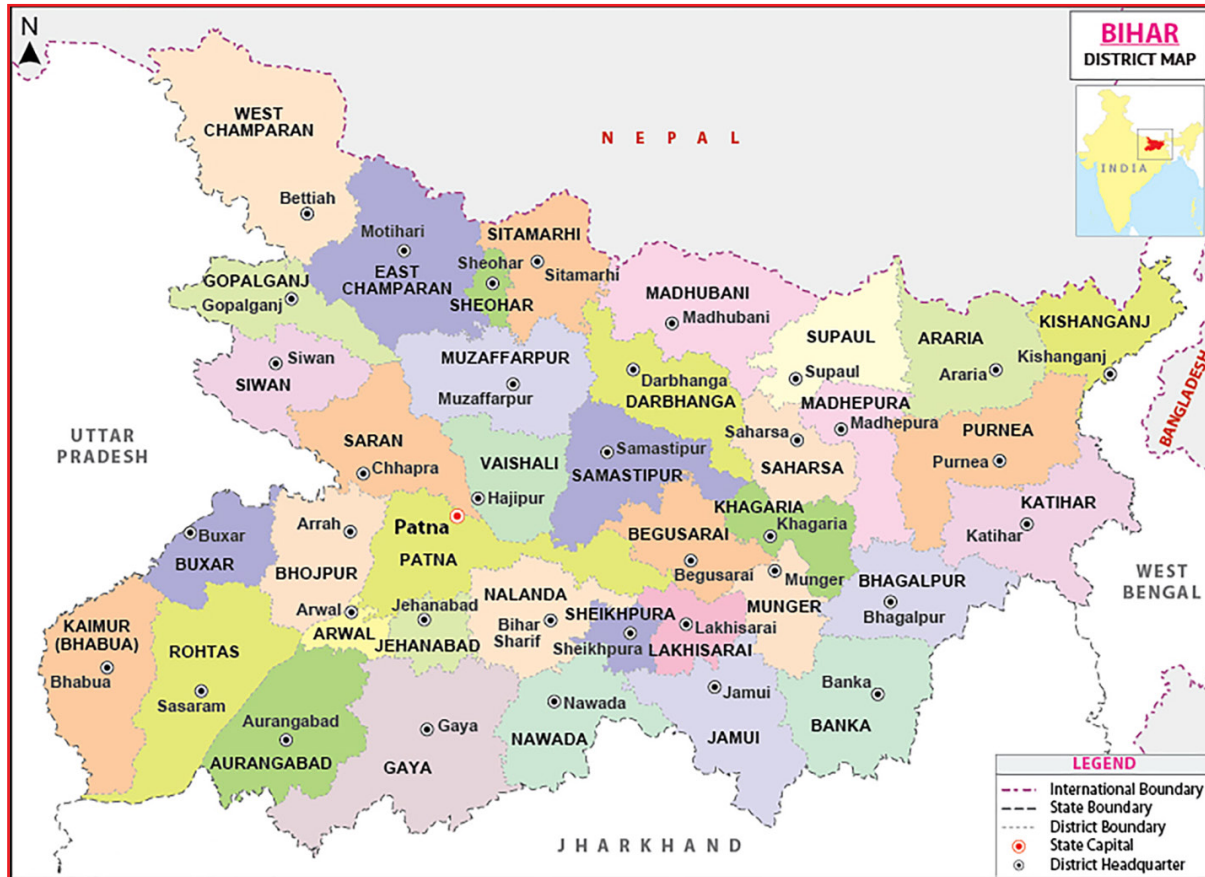 N
BIHAR
DISTRICT MAP
INDIA
NEPAL
WEST
CHAMPARAN
Bettiah
Motihari
EAST
CHAMPARAN
SITAMARHI
Sheohar
Sitamarhi
SHEOHAR
GOPALGANJ
Gopalganj
MADHUBANI
Madhubani
SUPAUL
Supaul
ARARIA
Araria
KISHANGANJ
Kishanganj
BANGLADESH
Siwan
SIWAN
MUZAFFARPUR
Muzaffarpur
Darbhanga
DARBHANGA
MADHEPURA
Madhepura
PURNEA
Purnea
UTTAR
PRADESH
SARAN
Chhapra
VAISHALI
Hajipur
Samastipur
SAMASTIPUR
Saharsa
SAHARSA
KHAGARIA
Khagaria
KATIHAR
Katihar
Buxar
BUXAR
Arrah
BHOJPUR
Patna
PATNA
BEGUSARAI
Begusarai
Munger
MUNGER
BHAGALPUR
Bhagalpur
WEST
BENGAL
KAIMUR
(BHABUA)
Bhabua
ROHTAS
Sasaram
Arwal
ARWAL
Jehanabad
JEHANABAD
NALANDA
Bihar
Sharif
SHEIKHPURA
Sheikhpura
Lakhisarai
LAKHISARAI
Aurangabad
AURANGABAD
Gaya
GAYA
Nawada
NAWADA
Jamui
JAMUI
Banka
BANKA
JHARKHAND
LEGEND
International Boundary
State Boundary
District Boundary
State Capital
District Headquarter